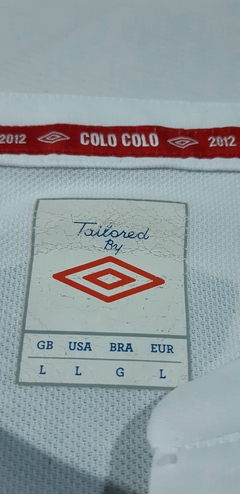 2012 COLO COLO 2012
Tailored
By
GB USA BRA EUR
L L G L